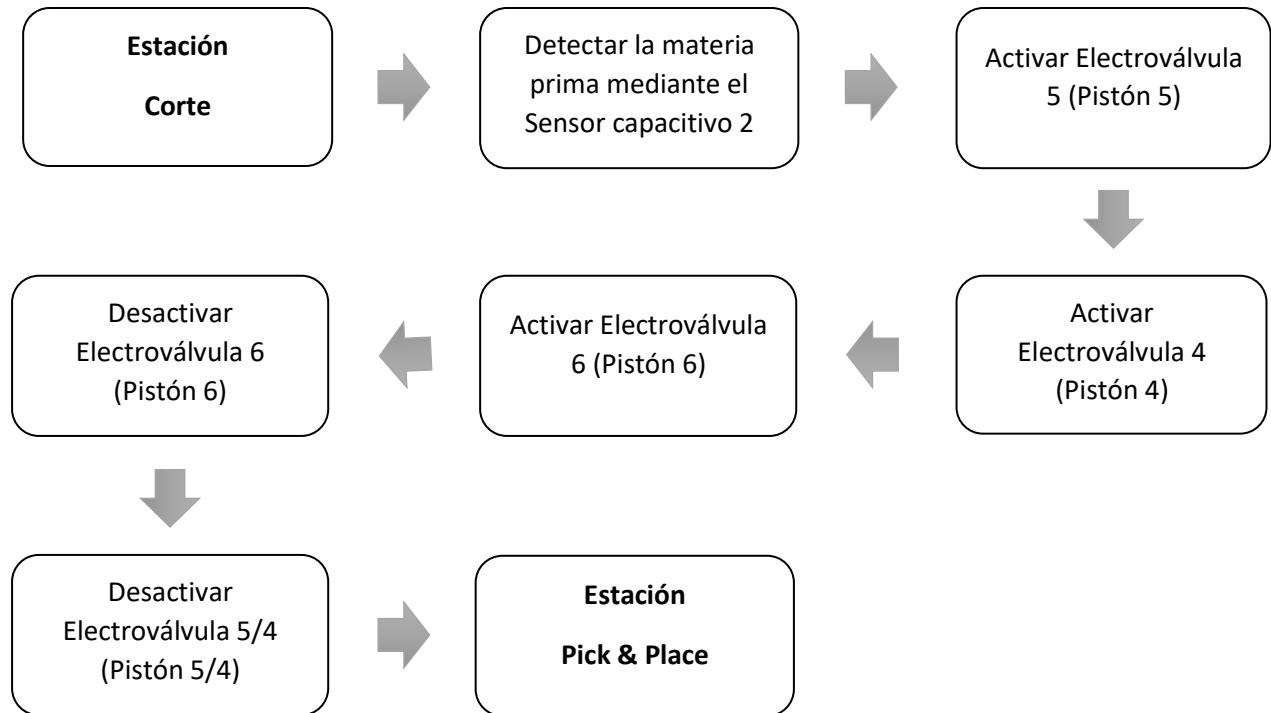 Estación
Corte
Detectar la materia
prima mediante el
Sensor capacitivo 2
Activar Electroválvula
5 (Pistón 5)
Activar
Electroválvula 4
(Pistón 4)
Activar Electroválvula
6 (Pistón 6)
Desactivar
Electroválvula 6
(Pistón 6)
Desactivar
Electroválvula 5/4
(Pistón 5/4)
Estación
Pick & Place